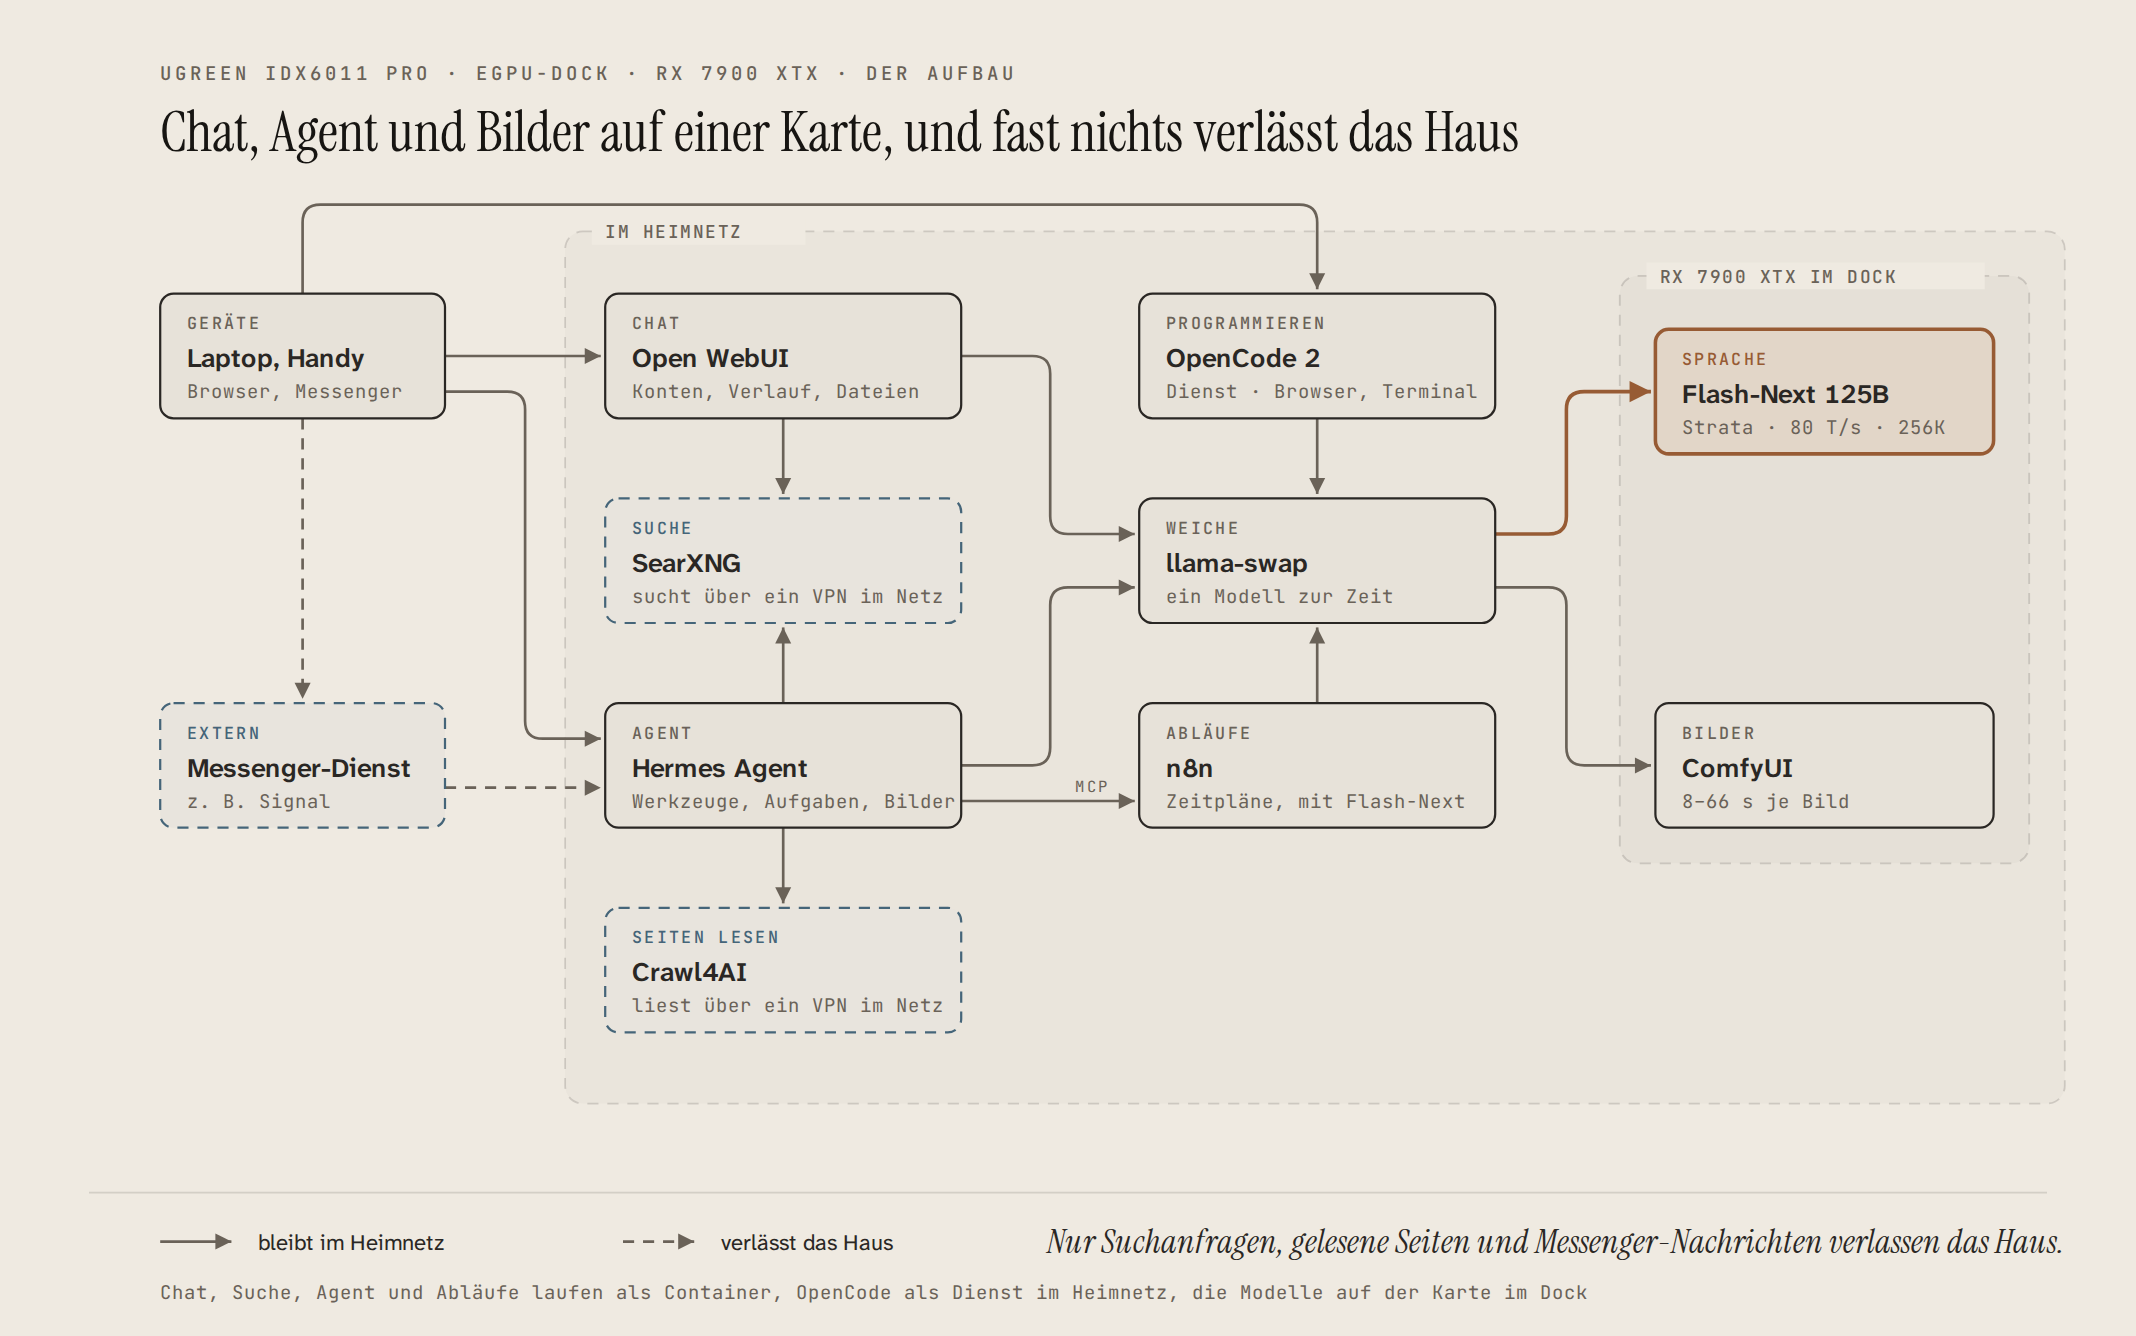 UGREEN IDX6011 PRO · EGPU-DOCK · RX 7900 XTX · DER AUFBAU
Chat, Agent und Bilder auf einer Karte, und fast nichts verlässt das Haus
IM HEIMNETZ
RX 7900 XTX IM DOCK
GERÄTE
Laptop, Handy
Browser, Messenger
CHAT
Open WebUI
Konten, Verlauf, Dateien
PROGRAMMIEREN
OpenCode 2
Dienst · Browser, Terminal
SPRACHE
Flash-Next 125B
Strata · 80 T/s · 256K
SUCHE
SearXNG
sucht über ein VPN im Netz
WEICHE
llama-swap
ein Modell zur Zeit
EXTERN
Messenger-Dienst
z. B. Signal
AGENT
Hermes Agent
Werkzeuge, Aufgaben, Bilder
MCP
ABLÄUFE
n8n
Zeitpläne, mit Flash-Next
BILDER
ComfyUI
8–66 s je Bild
SEITEN LESEN
Crawl4AI
liest über ein VPN im Netz
bleibt im Heimnetz
verlässt das Haus
Nur Suchanfragen, gelesene Seiten und Messenger-Nachrichten verlassen das Haus.
Chat, Suche, Agent und Abläufe laufen als Container, OpenCode als Dienst im Heimnetz, die Modelle auf der Karte im Dock